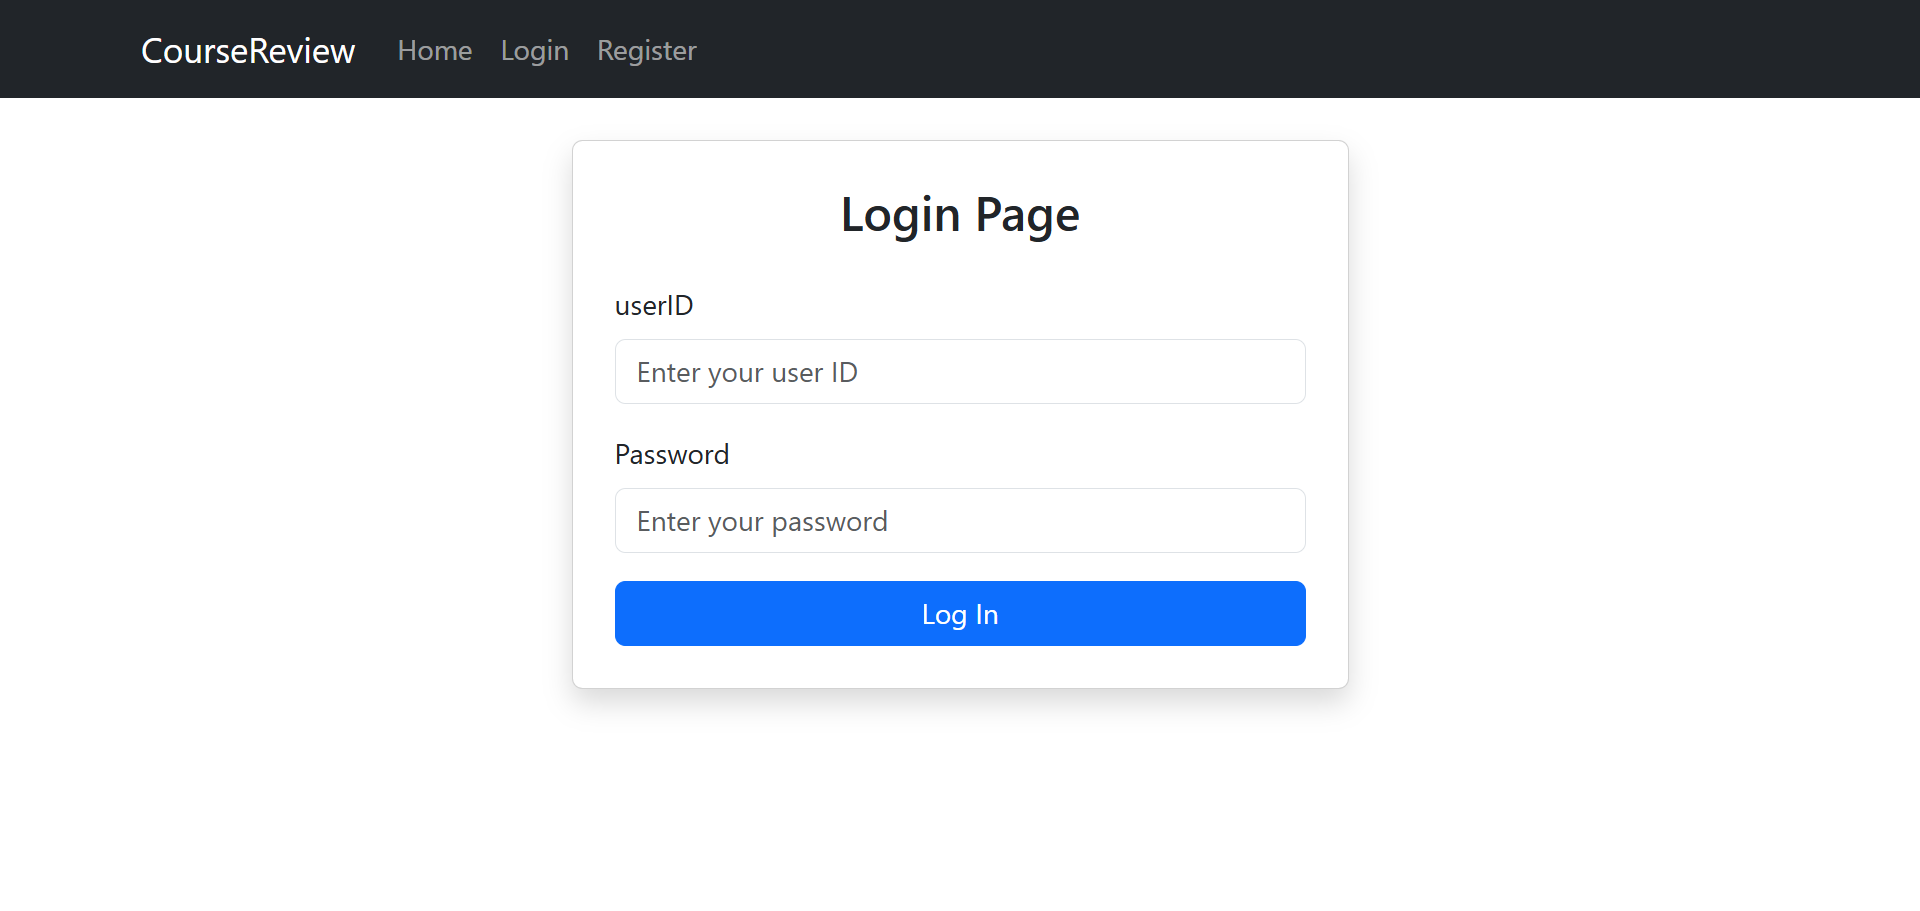 CourseReview Home Login Register
Login Page
userID
Enter your user ID
Password
Enter your password
Log In